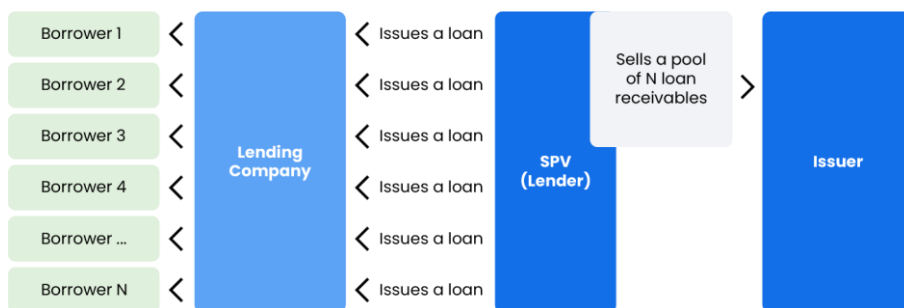 Borrower 1
Borrower 2
Borrower 3
Borrower 4
Borrower ...
Borrower N
Lending
Company
Issues a loan
Issues a loan
Issues a loan
Issues a loan
Issues a loan
Issues a loan
SPV
(Lender)
Sells a pool
of N loan
receivables
Issuer